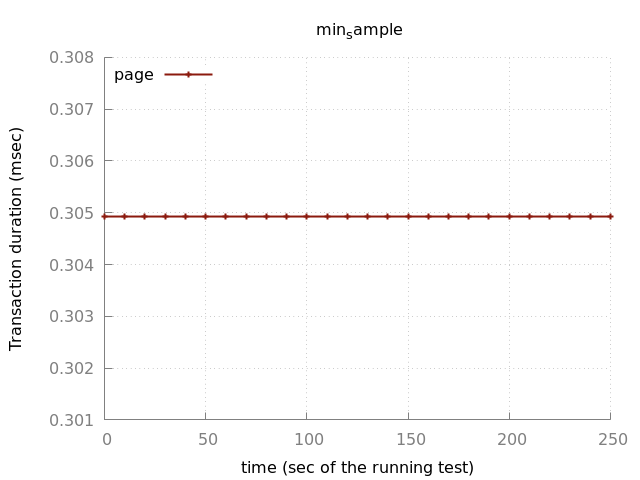 minsample
0.308
page
0.307
0.306
0.305
0.304
0.303
0.302
0.301
Transaction duration (msec)
0 50 100 150 200 250
time (sec of the running test)